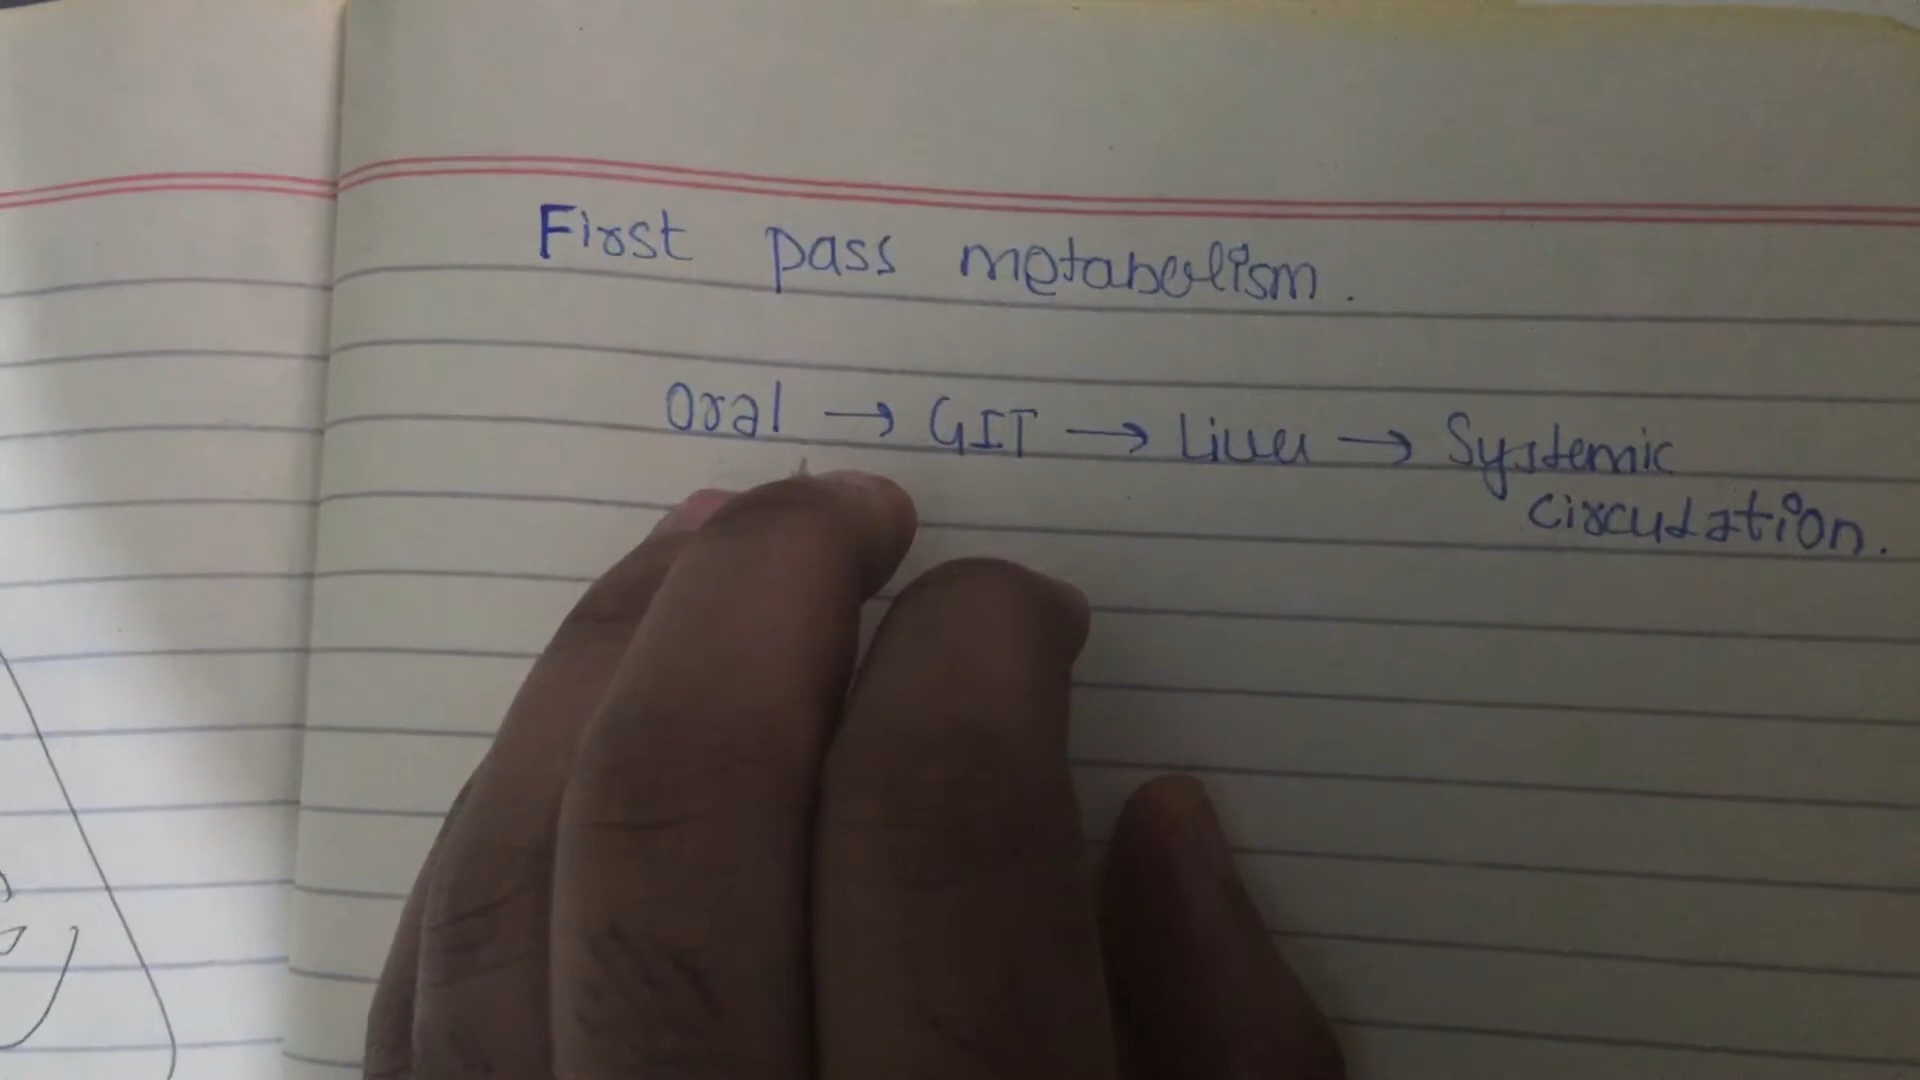 First pass metabolism.
Oral → GIT → Liver → Systemic
circulation.